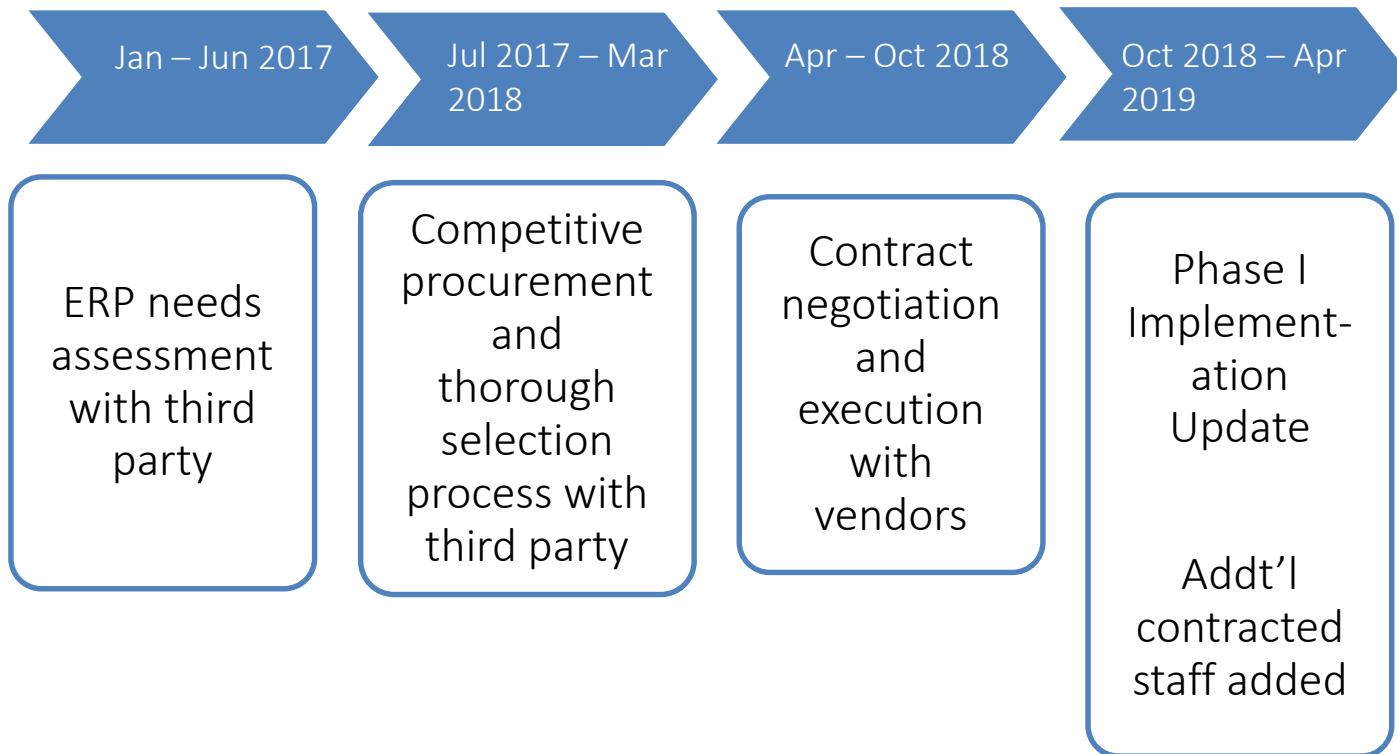 Jan – Jun 2017
Jul 2017 – Mar
2018
Apr – Oct 2018
Oct 2018 – Apr
2019
ERP needs
assessment
with third
party
Competitive
procurement
and
thorough
selection
process with
third party
Contract
negotiation
and
execution
with
vendors
Phase I
Implement-
ation
Update
Addt’l
contracted
staff added